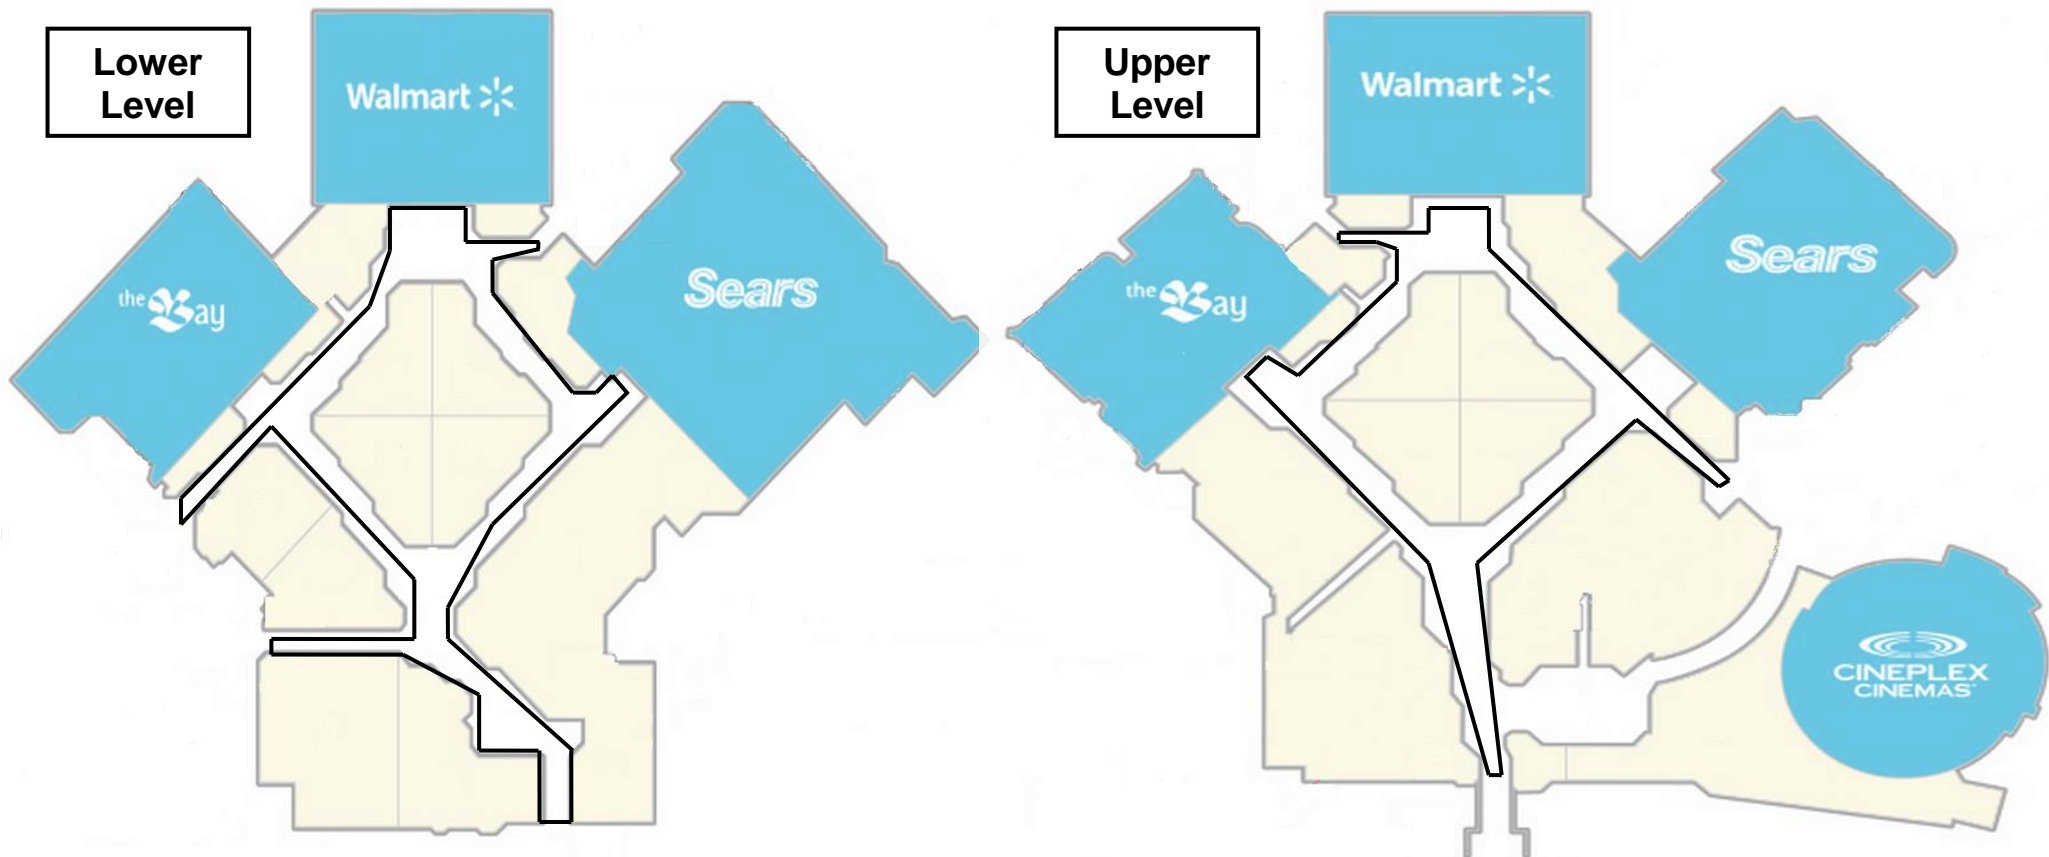 Lower
Level
Walmart
the Bay
Sears
Upper
Level
Walmart
the Bay
Sears
CINEPLEX
CINEMAS